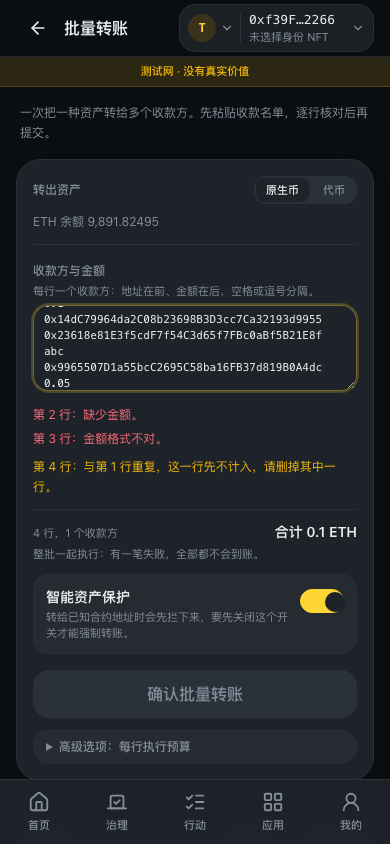 批量转账
T
0xf39F…2266
未选择身份 NFT
测试网 · 没有真实价值
一次把一种资产转给多个收款方。先粘贴收款名单，逐行核对后再
提交。
转出资产
原生币
代币
ETH 余额 9,891.82495
收款方与金额
每行一个收款方：地址在前、金额在后，空格或逗号分隔。
0x14dC79964da2C08b23698B3D3cc7Ca32193d9955
0x23618e81E3f5cdF7f54C3d65f7FBc0aBf5B21E8f
abc
0x9965507D1a55bcC2695C58ba16FB37d819B0A4dc
0.05
第 2 行：缺少金额。
第 3 行：金额格式不对。
第 4 行：与第 1 行重复，这一行先不计入，请删掉其中一
行。
4 行，1 个收款方
合计 0.1 ETH
整批一起执行：有一笔失败，全部都不会到账。
智能资产保护
转给已知合约地址时会先拦下来，要先关闭这个开
关才能强制转账。
确认批量转账
高级选项：每行执行预算
首页
治理
行动
应用
我的